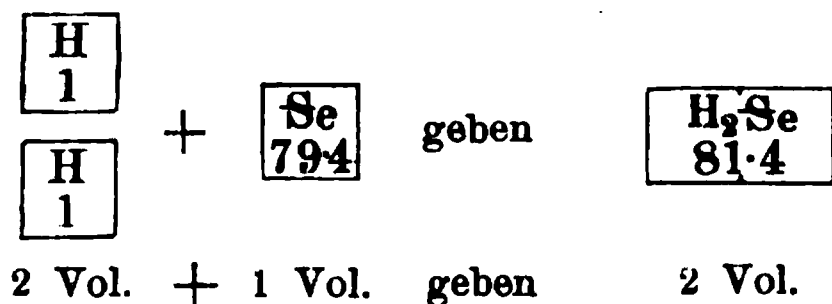 H
1
+
H
1
Se
79·4
geben
H₂Se
81·4
2 Vol. + 1 Vol. geben 2 Vol.